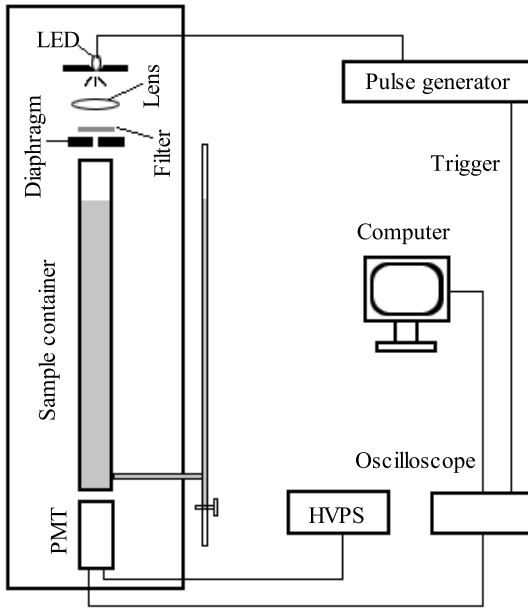 LED
Pulse generator
Lens
Diaphragm
Filter
Trigger
Computer
Sample container
Oscilloscope
HVPS
PMT